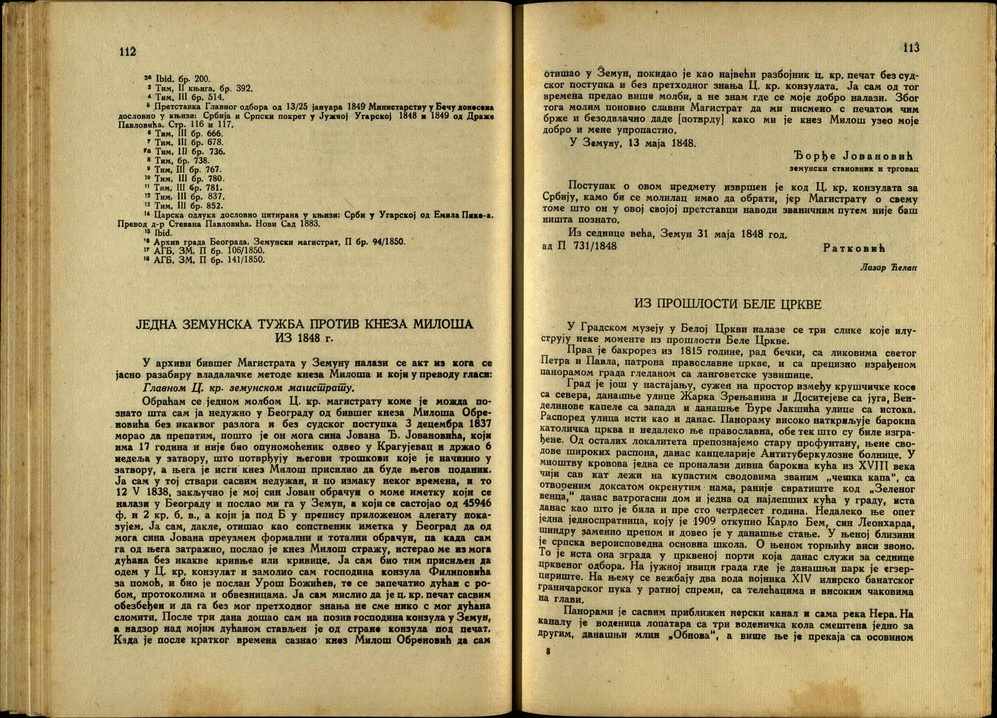 112
²ᵃ Ibid. бр. 200.
³ Тим, II књига, бр. 392.
⁴ Тим, III бр. 514.
⁵ Претставка Главног одбора од 13/25 јануара 1849 Министарству у Бечу донесена
дословно у књизи: Србија и Српски покрет у Јужној Угарској 1848 и 1849 од Драже
Павловића. Стр. 116 и 117.
⁶ Тим, III бр. 666.
⁷ Тим, III бр. 678.
⁷ᵃ Тим, III бр. 736.
⁸ Тим, бр. 738.
⁹ Тим, III бр. 767.
¹⁰ Тим, III бр. 780.
¹¹ Тим, III бр. 781.
¹² Тим, III бр. 837.
¹³ Тим, III бр. 852.
¹⁴ Царска одлука дословно цитирана у књизи: Срби у Угарској од Емила Пико-а.
Превод д-р Стевана Павловића. Нови Сад 1883.
¹⁵ Ibid.
¹⁶ Архив града Београда. Земунски магистрат, П бр. 94/1850.
¹⁷ АГБ, ЗМ, П бр. 106/1850.
¹⁸ АГБ, ЗМ, П бр. 141/1850.
ЈЕДНА ЗЕМУНСКА ТУЖБА ПРОТИВ КНЕЗА МИЛОША
ИЗ 1848 г.
У архиви бившег Магистрата у Земуну налази се акт из кога се
јасно разабиру владалачке методе кнеза Милоша и који у преводу гласи:
Главном Ц. кр. земунском магистрату.
Обраћам се једном молбом Ц. кр. магистрату коме је можда по-
знато шта сам ја недужно у Београду од бившег кнеза Милоша Обре-
новића без икаквог разлога и без судског поступка 3 децембра 1837
морао да препатим, пошто је он мога сина Јована Ђ. Јовановића, који
има 17 година и није био опуномоћеник одвео у Крагујевац и држао 6
недеља у затвору, што потврђују његови трошкови које је начинио у
затвору, а њега је исти кнез Милош присилио да буде његов поданик.
Ја сам у тој ствари сасвим недужан, и по измаку неког времена, и то
12 V 1838, закључио је мој син Јован обрачун о моме иметку који се
налази у Београду и послао ми га у Земун, а који се састојао од 45946
ф. и 2 кр. б. в., а који ја под Б у препису приложеном алегату пока-
зујем. Ја сам, дакле, отишао као сопственик иметка у Београд да од
мога сина Јована преузмем формални и тотални обрачун, па када сам
га од њега затражио, послао је кнез Милош стражу, истерао ме из мога
дућана без икакве кривње или кривице. Ја сам био тим присиљен да
одем у Ц. кр, конзулат и замолио сам господина конзула Филиповића
за помоћ, и био је послан Урош Божићев, те се запечатио дућан с ро-
бом, протоколима и обвезницама. Ја сам мислио да је ц. кр. печат сасвим
обезбеђен и да га без мог претходног знања не сме нико с мог дућана
сломити. После три дана дошао сам на позив господина конзула у Земун,
а надзор над мојим дућаном стављен је од стране конзула под печат.
Када је после кратког времена сазнао кнез Милош Обреновић да сам
113
отишао у Земун, покидао је као највећи разбојник ц. кр. печат без суд-
ског поступка и без претходног знања Ц. кр. конзулата. Ја сам од тог
времена предао више молби, а не знам где се моје добро налази. Због
тога молим поновно славни Магистрат да ми писмено с печатом чим
брже и безодвлачно даде [потврду] како ми је кнез Милош узео моје
добро и мене упропастио.
У Земуну, 13 маја 1848.
Ђорђе Јовановић
земунски становник и трговац
Поступак о овом предмету извршен је код Ц. кр. конзулата за
Србију, камо би се молилац имао да обрати, јер Магистрату о свему
томе што он у овој својој претставци наводи званичним путем није баш
ништа познато.
Из седнице већа, Земун 31 маја 1848 год.
ад П 731/1848
Ратковић
Лазар Ћелап
ИЗ ПРОШЛОСТИ БЕЛЕ ЦРКВЕ
У Градском музеју у Белој Цркви налазе се три слике које илу-
струју неке моменте из прошлости Беле Цркве.
Прва је бакрорез из 1815 године, рад бечки, са ликовима светог
Петра и Павла, патрона православне цркве, и са прецизно израђеном
панорамом града гледаном са ланговетске узвишице.
Град је још у настајању, сужен на простор између крушчичке косе
са севера, данашње улице Жарка Зрењанина и Доситејеве са југа, Вен-
делинове капеле са запада и данашње Ђуре Јакшића улице са истока.
Распоред улица исти као и данас. Панораму високо наткриљује барокна
католичка црква и недалеко ње православна, обе тек што су биле изгра-
ђене. Од осталих локалитета препознајемо стару профунтану, њене сво-
дове широких распона, данас канцеларије Антитуберкулозне болнице. У
мноштву кровова једва се проналази дивна барокна кућа из XVIII века
чији сав кат лежи на купастим сводовима званим „чешка капа“, са
отвореним доксатом окренутим нама, раније свратиште код „Зеленог
венца,“ данас ватрогасни дом и једна од најлепших кућа у граду, иста
данас као што је била и пре сто четрдесет година. Недалеко ње опет
једна једноспратница, коју је 1909 откупио Карло Бем, син Леонхарда,
шиндру заменио црепом и довео је у данашње стање. У њеној близини
је српска вероисповедна основна школа. О њеном торњићу виси звоно.
То је иста она зграда у црквеној порти која данас служи за седнице
црквеног одбора. На јужној ивици града где је данашњи парк је егзер-
цириште. На њему се вежбају два вода војника XIV илирско банатског
граничарског пука у ратној спреми, са телећацима и високим чаковима
на глави.
Панорами је сасвим приближен нерски канал и сама река Нера. На
каналу је воденица лопатара са три воденичка кола смештена једно за
другим, данашњи млин „Обнова“, а више ње је прекаја са осовином
8